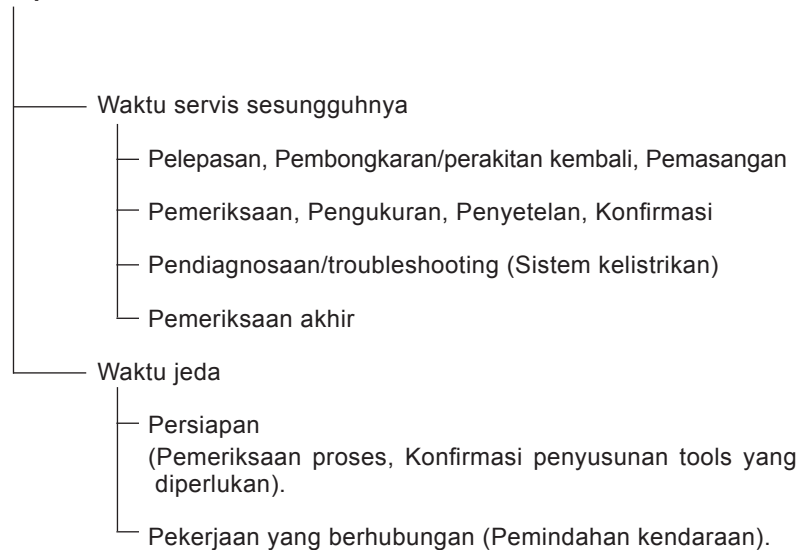 Waktu servis sesungguhnya
Pelepasan, Pembongkaran/perakitan kembali, Pemasangan
Pemeriksaan, Pengukuran, Penyetelan, Konfirmasi
Pendiagnosaan/troubleshooting (Sistem kelistrikan)
Pemeriksaan akhir
Waktu jeda
Persiapan
(Pemeriksaan proses, Konfirmasi penyusunan tools yang
diperlukan).
Pekerjaan yang berhubungan (Pemindahan kendaraan).